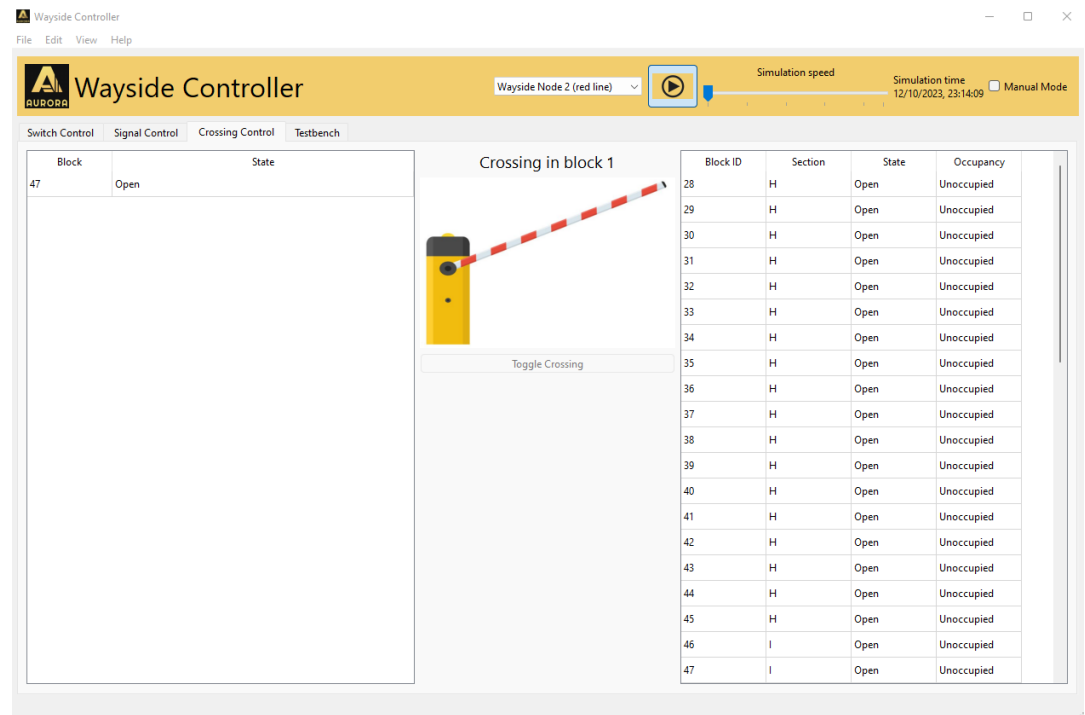 Wayside Controller
File Edit View Help
AURORA
Wayside Controller
Wayside Node 2 (red line)
Simulation speed
Simulation time
12/10/2023, 23:14:09
Manual Mode
Switch Control Signal Control Crossing Control Testbench
Block State
47 Open
Crossing in block 1
Toggle Crossing
Block ID Section State Occupancy
28 H Open Unoccupied
29 H Open Unoccupied
30 H Open Unoccupied
31 H Open Unoccupied
32 H Open Unoccupied
33 H Open Unoccupied
34 H Open Unoccupied
35 H Open Unoccupied
36 H Open Unoccupied
37 H Open Unoccupied
38 H Open Unoccupied
39 H Open Unoccupied
40 H Open Unoccupied
41 H Open Unoccupied
42 H Open Unoccupied
43 H Open Unoccupied
44 H Open Unoccupied
45 H Open Unoccupied
46 I Open Unoccupied
47 I Open Unoccupied